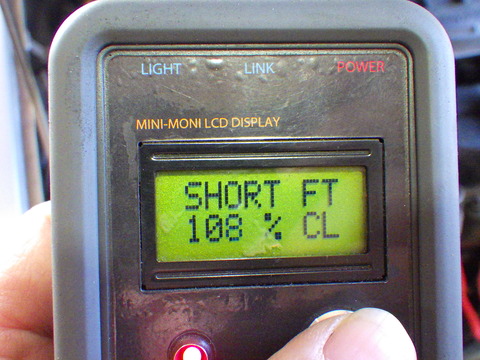 LIGHT LINK POWER
MINI-MONI LCD DISPLAY
SHORT FT
108 % CL